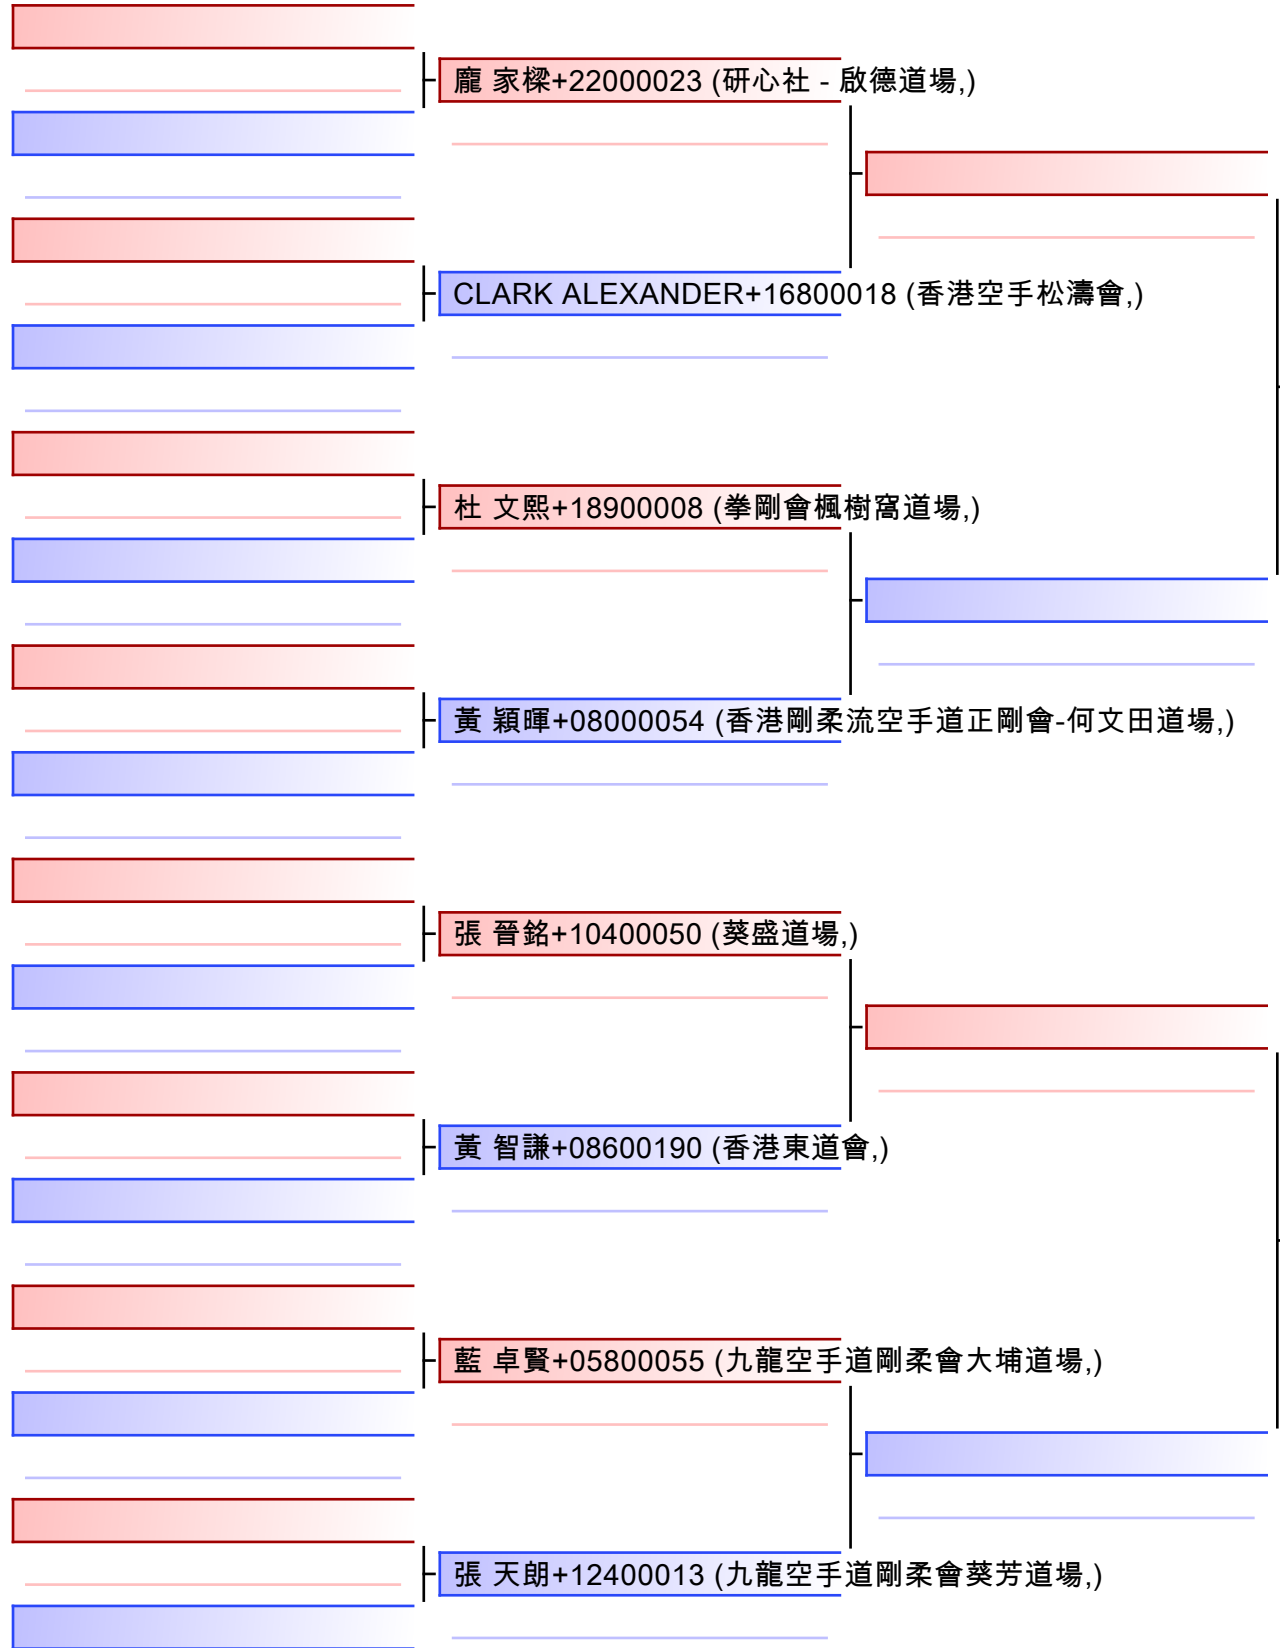 龐 家樑+22000023 (研心社 - 啟德道場,)
CLARK ALEXANDER+16800018 (香港空手松濤會,)
杜 文熙+18900008 (拳剛會楓樹窩道場,)
黃 穎暉+08000054 (香港剛柔流空手道正剛會-何文田道場,)
張 晉銘+10400050 (葵盛道場,)
黃 智謙+08600190 (香港東道會,)
藍 卓賢+05800055 (九龍空手道剛柔會大埔道場,)
張 天朗+12400013 (九龍空手道剛柔會葵芳道場,)